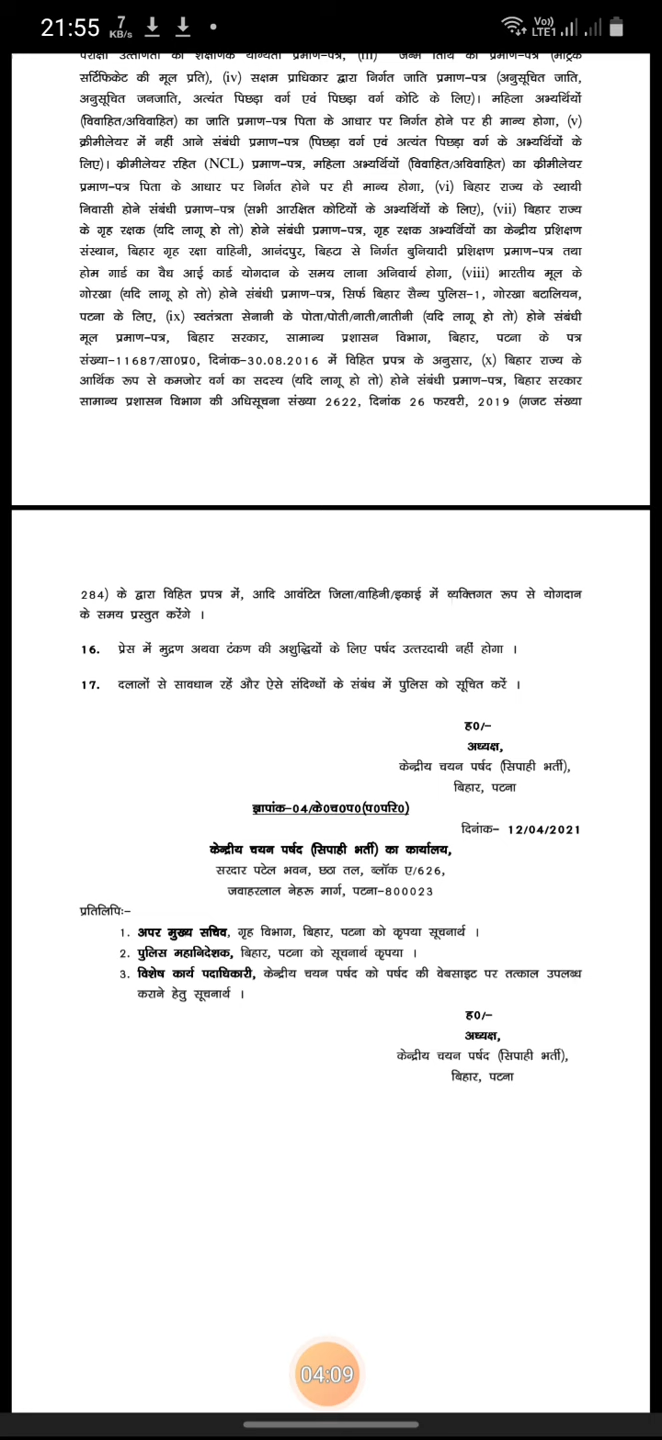 21:55
7
KB/s
Vo))
LTE1
सर्टिफिकेट की मूल प्रति), (iv) सक्षम प्राधिकार द्वारा निर्गत जाति प्रमाण-पत्र (अनुसूचित जाति,
अनुसूचित जनजाति, अत्यंत पिछड़ा वर्ग एवं पिछड़ा वर्ग कोटि के लिए)। महिला अभ्यर्थियों
(विवाहित/अविवाहित) का जाति प्रमाण-पत्र पिता के आधार पर निर्गत होने पर ही मान्य होगा, (v)
क्रीमीलेयर में नहीं आने संबंधी प्रमाण-पत्र (पिछड़ा वर्ग एवं अत्यंत पिछड़ा वर्ग के अभ्यर्थियों के
लिए)। क्रीमीलेयर रहित (NCL) प्रमाण-पत्र, महिला अभ्यर्थियों (विवाहित/अविवाहित) का क्रीमीलेयर
प्रमाण-पत्र पिता के आधार पर निर्गत होने पर ही मान्य होगा, (vi) बिहार राज्य के स्थायी
निवासी होने संबंधी प्रमाण-पत्र (सभी आरक्षित कोटियों के अभ्यर्थियों के लिए), (vii) बिहार राज्य
के गृह रक्षक (यदि लागू हो तो) होने संबंधी प्रमाण-पत्र, गृह रक्षक अभ्यर्थियों का केन्द्रीय प्रशिक्षण
संस्थान, बिहार गृह रक्षा वाहिनी, आनंदपुर, बिहटा से निर्गत बुनियादी प्रशिक्षण प्रमाण-पत्र तथा
होम गार्ड का वैध आई कार्ड योगदान के समय लाना अनिवार्य होगा, (viii) भारतीय मूल के
गोरखा (यदि लागू हो तो) होने संबंधी प्रमाण-पत्र, सिर्फ बिहार सैन्य पुलिस-1, गोरखा बटालियन,
पटना के लिए, (ix) स्वतंत्रता सेनानी के पोता/पोती/नाती/नातीनी (यदि लागू हो तो) होने संबंधी
मूल प्रमाण-पत्र, बिहार सरकार, सामान्य प्रशासन विभाग, बिहार, पटना के पत्र
संख्या-11687/सा0प्र0, दिनांक-30.08.2016 में विहित प्रपत्र के अनुसार, (x) बिहार राज्य के
आर्थिक रूप से कमजोर वर्ग का सदस्य (यदि लागू हो तो) होने संबंधी प्रमाण-पत्र, बिहार सरकार
सामान्य प्रशासन विभाग की अधिसूचना संख्या 2622, दिनांक 26 फरवरी, 2019 (गजट संख्या
284) के द्वारा विहित प्रपत्र में, आदि आवंटित जिला/वाहिनी/इकाई में व्यक्तिगत रूप से योगदान
के समय प्रस्तुत करेंगे ।
16. प्रेस में मुद्रण अथवा टंकण की अशुद्धियों के लिए पर्षद उत्तरदायी नहीं होगा ।
17. दलालों से सावधान रहें और ऐसे संदिग्धों के संबंध में पुलिस को सूचित करें ।
ह0/-
अध्यक्ष,
केन्द्रीय चयन पर्षद (सिपाही भर्ती),
बिहार, पटना
ज्ञापांक-04/के0च0प0(प0परि0)
दिनांक- 12/04/2021
केन्द्रीय चयन पर्षद (सिपाही भर्ती) का कार्यालय,
सरदार पटेल भवन, छठा तल, ब्लॉक ए/626,
जवाहरलाल नेहरू मार्ग, पटना-800023
प्रतिलिपिः-
1. अपर मुख्य सचिव, गृह विभाग, बिहार, पटना को कृपया सूचनार्थ ।
2. पुलिस महानिदेशक, बिहार, पटना को सूचनार्थ कृपया ।
3. विशेष कार्य पदाधिकारी, केन्द्रीय चयन पर्षद को पर्षद की वेबसाइट पर तत्काल उपलब्ध
कराने हेतु सूचनार्थ ।
ह0/-
अध्यक्ष,
केन्द्रीय चयन पर्षद (सिपाही भर्ती),
बिहार, पटना
04:09